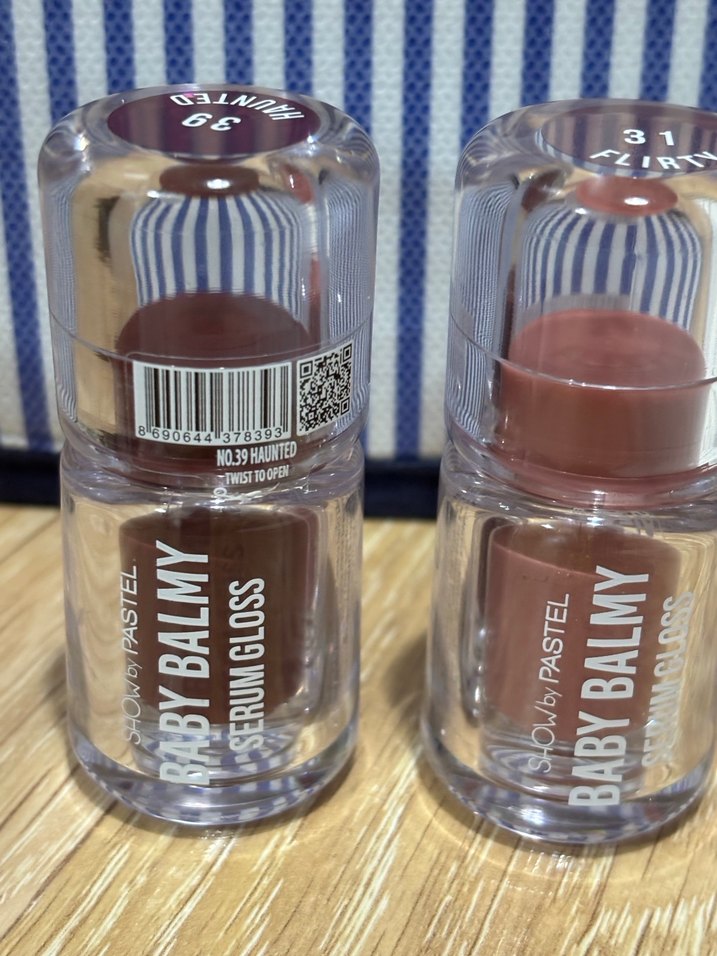 39
HAUNTED
8 690644 378393
NO.39 HAUNTED
TWIST TO OPEN
SHOW by PASTEL
BABY BALMY
SERUM GLOSS
31
FLIRTY
SHOW by PASTEL
BABY BALMY
SERUM GLOSS